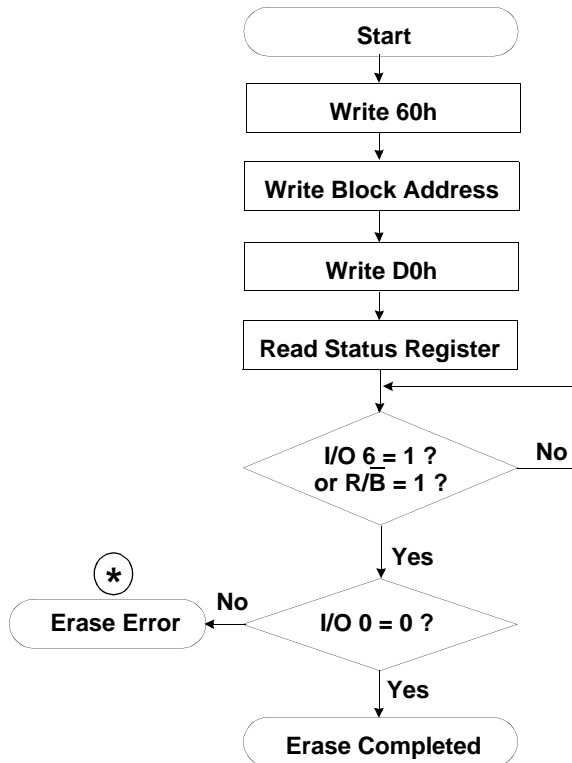 Start
Write 60h
Write Block Address
Write D0h
Read Status Register
I/O 6 = 1 ?
or R/B̅ = 1 ?
No
Yes
*
No
Erase Error
I/O 0 = 0 ?
Yes
Erase Completed